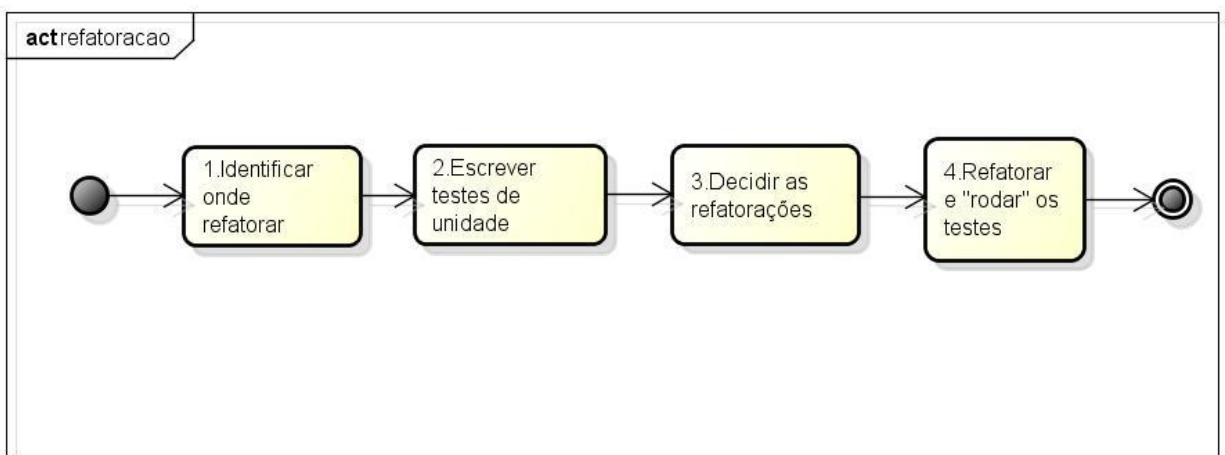 act refatoracao
1.Identificar
onde
refatorar
2.Escrever
testes de
unidade
3.Decidir as
refatorações
4.Refatorar
e "rodar" os
testes